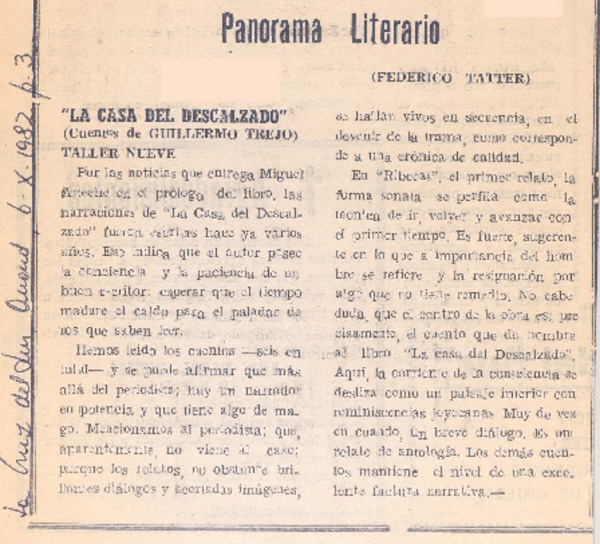 Panorama Literario
(FEDERICO TATTER)
"LA CASA DEL DESCALZADO"
(Cuentos de GUILLERMO TREJO)
TALLER NUEVE
Por las noticias que entrega Miguel
Arteche en el prólogo del libro, las
narraciones de "La Casa del Descal-
zado" fueron escritas hace ya varios
años. Eso indica que el autor posee
la conciencia y la paciencia de un
buen escritor: esperar que el tiempo
madure el caldo para el paladar de
los que saben leer.
Hemos leído los cuentos —seis en
total— y se puede afirmar que más
allá del periodista; hay un narrador
en potencia y que tiene algo de ma-
go. Mencionamos al periodista; que,
aparentemente, no viene al caso;
porque los relatos, no obstante bri-
llantes diálogos y acertadas imágenes,
se hallan vivos en secuencia, en el
devenir de la trama, como correspon-
de a una crónica de calidad.
En "Riberas", el primer relato, la
forma sonata se perfila como la
técnica de ir, volver y avanzar con
el primer tiempo. Es fuerte, sugeren-
te en lo que a importancia del hom
bre se refiere y la resignación por
algo que no tiene remedio. No cabe
duda, que el centro de la obra es; pre
cisamente, el cuento que da nombre
al libro "La casa del Descalzado".
Aquí, la corriente de la consciencia se
desliza como un paisaje interior con
reminiscencias joyceanas Muy de vez
en cuando, un breve diálogo. Es un
relato de antología. Los demás cuen-
tos mantiene el nivel de una exce
lente factura narrativa.—
La Cruz del Sur, Ancud, 6-X-1982 p. 3